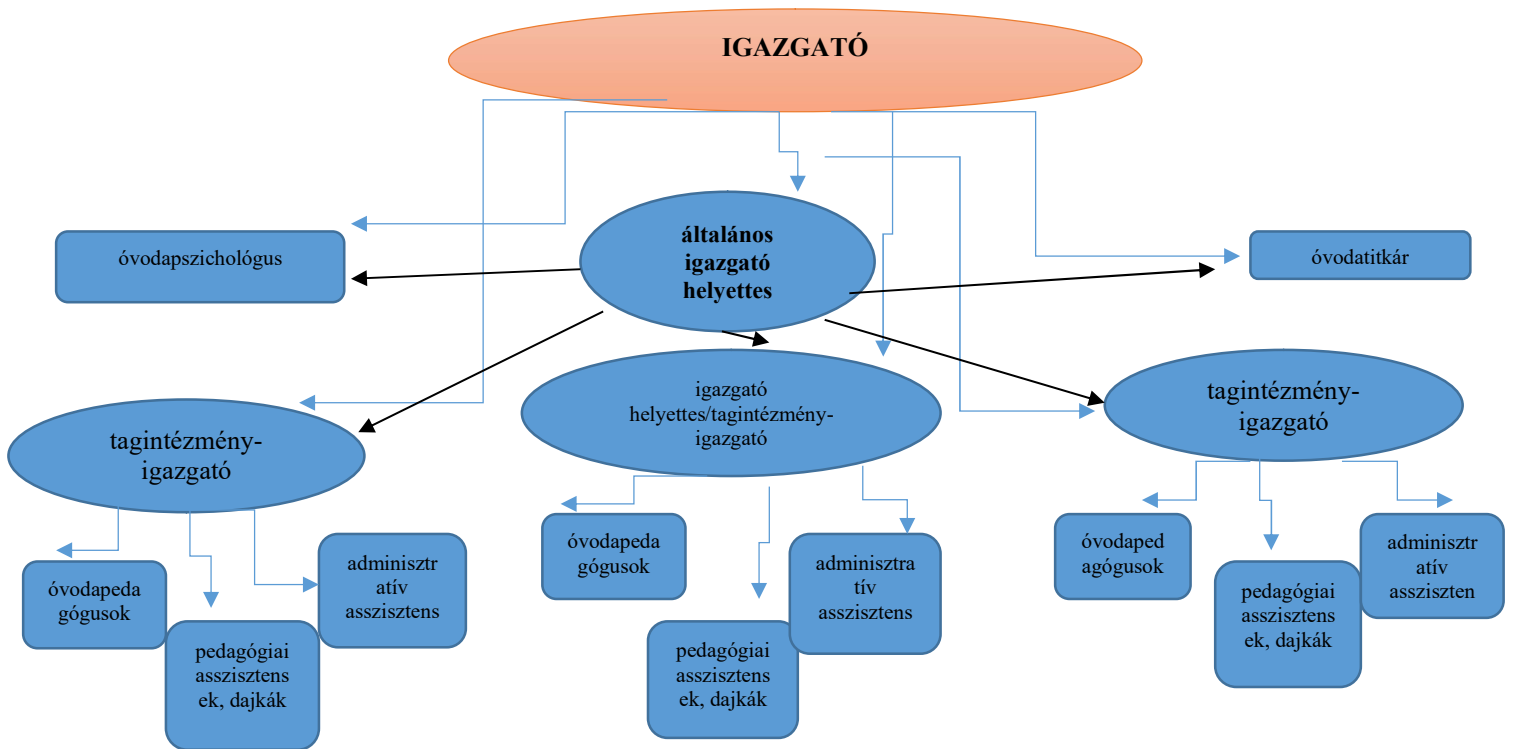 IGAZGATÓ
általános
igazgató
helyettes
óvodapszichológus
óvodatitkár
tagintézmény-
igazgató
igazgató
helyettes/tagintézmény-
igazgató
tagintézmény-
igazgató
óvodapeda
gógusok
pedagógiai
asszisztens
ek, dajkák
adminisztr
atív
asszisztens
óvodapeda
gógusok
pedagógiai
asszisztens
ek, dajkák
adminisztra
tív
asszisztens
óvodaped
agógusok
pedagógiai
asszisztens
ek, dajkák
adminisztr
atív
assziszten